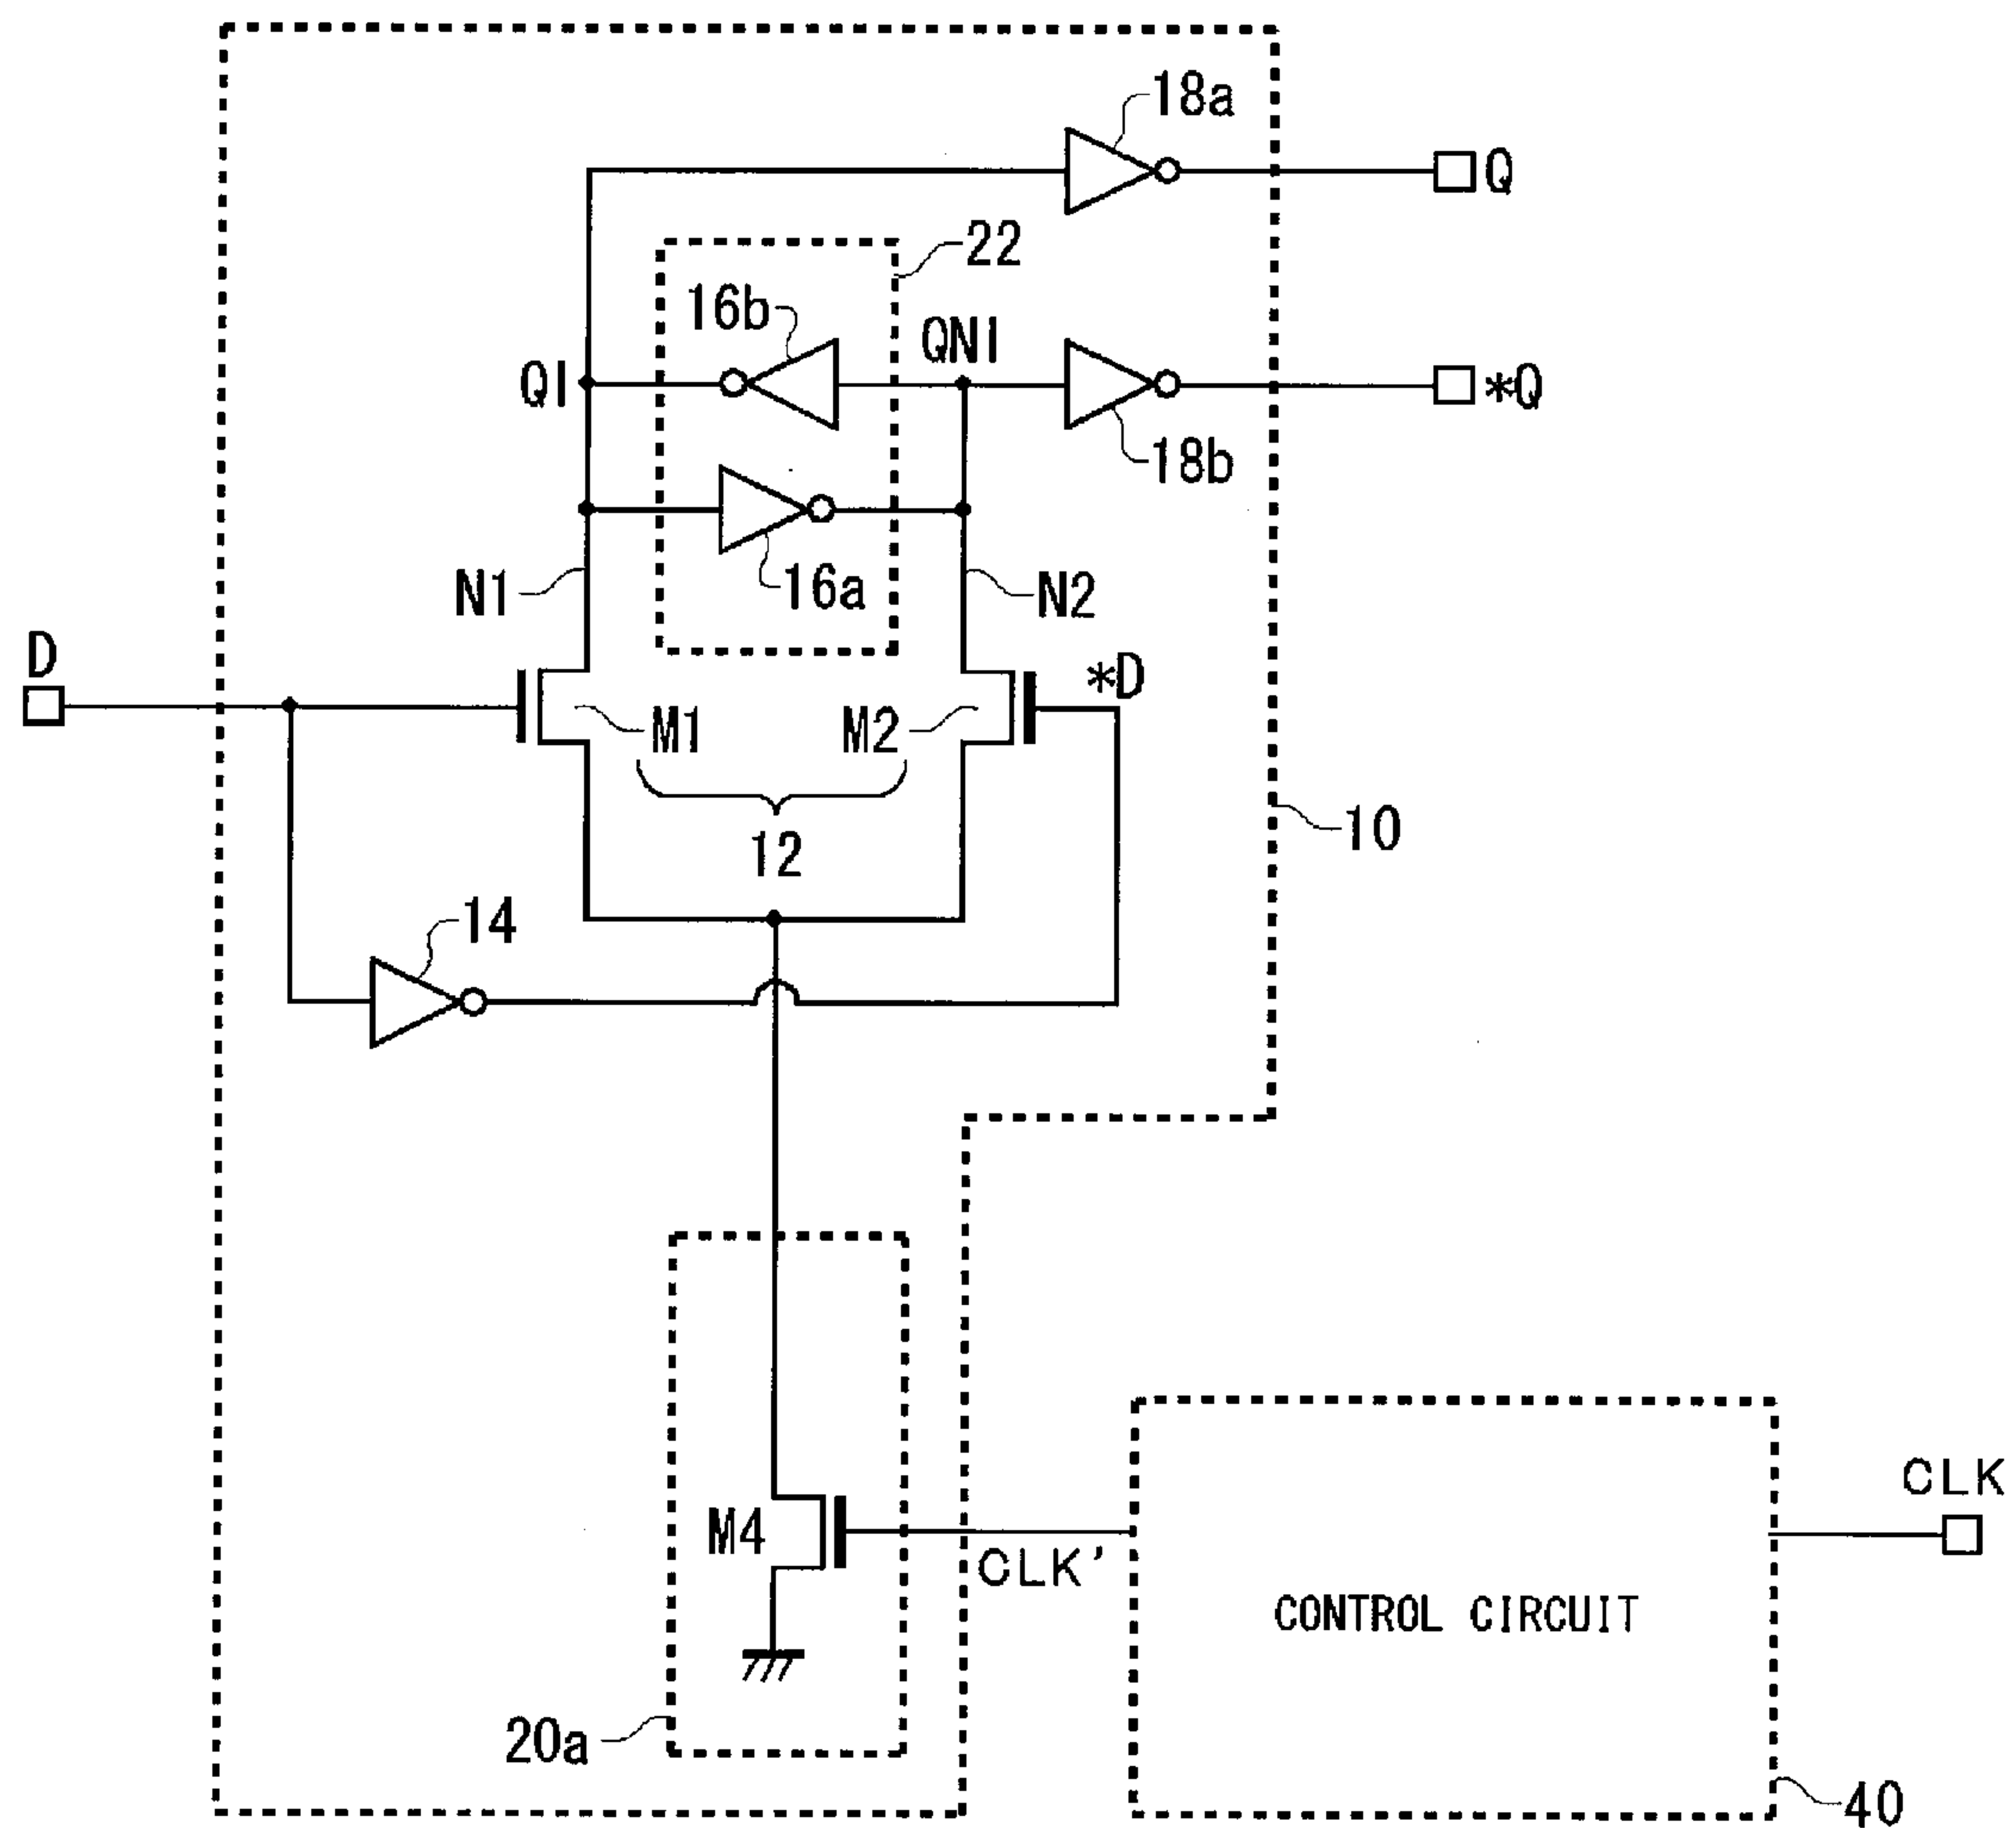 18a
Q
22
16b
QNI
QI
*Q
18b
16a
N1
N2
D
*D
M1
M2
10
12
14
CLK
M4
CLK'
CONTROL CIRCUIT
20a
40